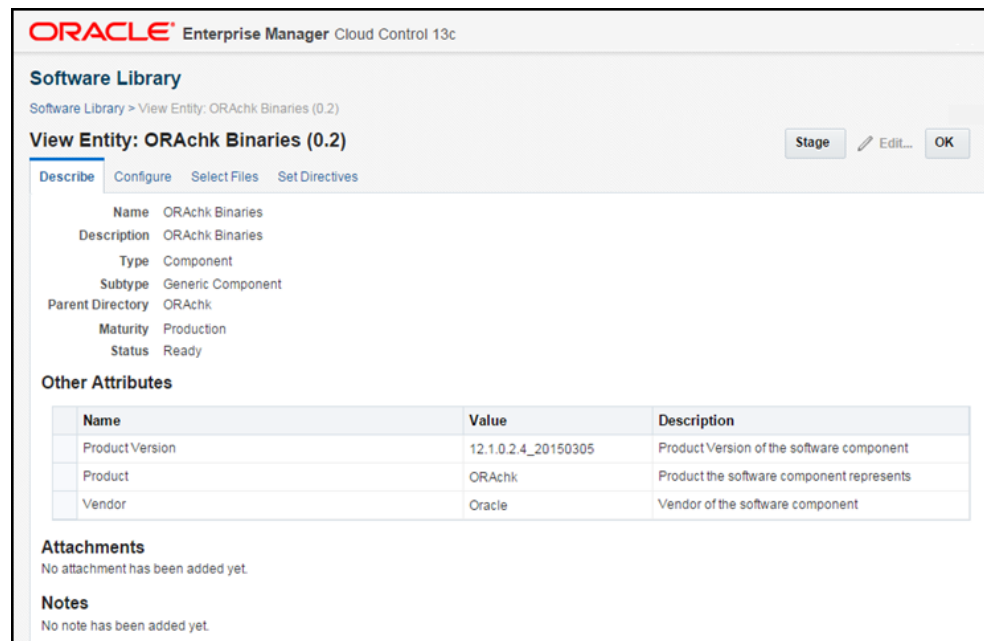 ORACLE® Enterprise Manager Cloud Control 13c
Software Library
Software Library > View Entity: ORAchk Binaries (0.2)
View Entity: ORAchk Binaries (0.2)
Stage
Edit...
OK
Describe Configure Select Files Set Directives
Name ORAchk Binaries
Description ORAchk Binaries
Type Component
Subtype Generic Component
Parent Directory ORAchk
Maturity Production
Status Ready
Other Attributes
Name Value Description
Product Version 12.1.0.2.4_20150305 Product Version of the software component
Product ORAchk Product the software component represents
Vendor Oracle Vendor of the software component
Attachments
No attachment has been added yet.
Notes
No note has been added yet.